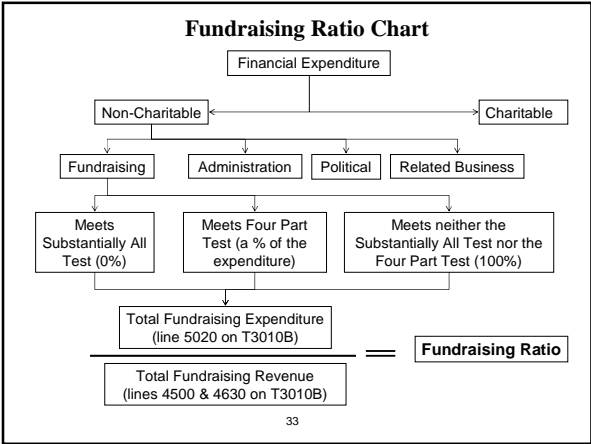 Fundraising Ratio Chart
Financial Expenditure
Non-Charitable
Charitable
Fundraising
Administration
Political
Related Business
Meets
Substantially All
Test (0%)
Meets Four Part
Test (a % of the
expenditure)
Meets neither the
Substantially All Test nor the
Four Part Test (100%)
Total Fundraising Expenditure
(line 5020 on T3010B)
Fundraising Ratio
Total Fundraising Revenue
(lines 4500 & 4630 on T3010B)
33